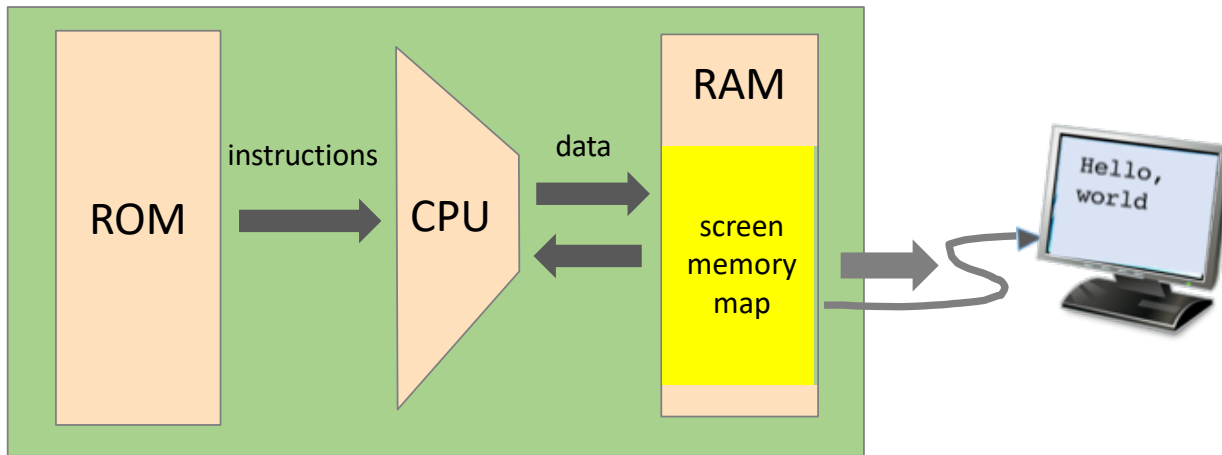 ROM
instructions
CPU
data
RAM
screen
memory
map
Hello,
world